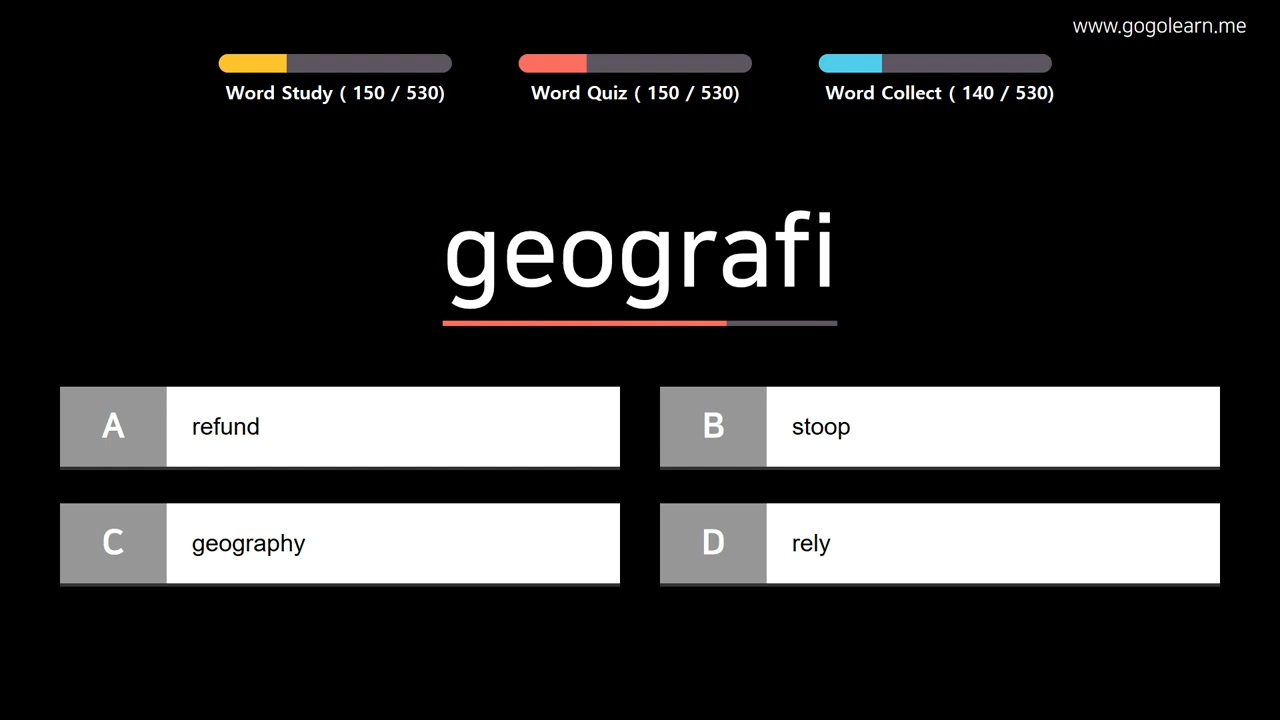 www.gogolearn.me
Word Study ( 150 / 530)
Word Quiz ( 150 / 530)
Word Collect ( 140 / 530)
geografi
A refund
B stoop
C geography
D rely